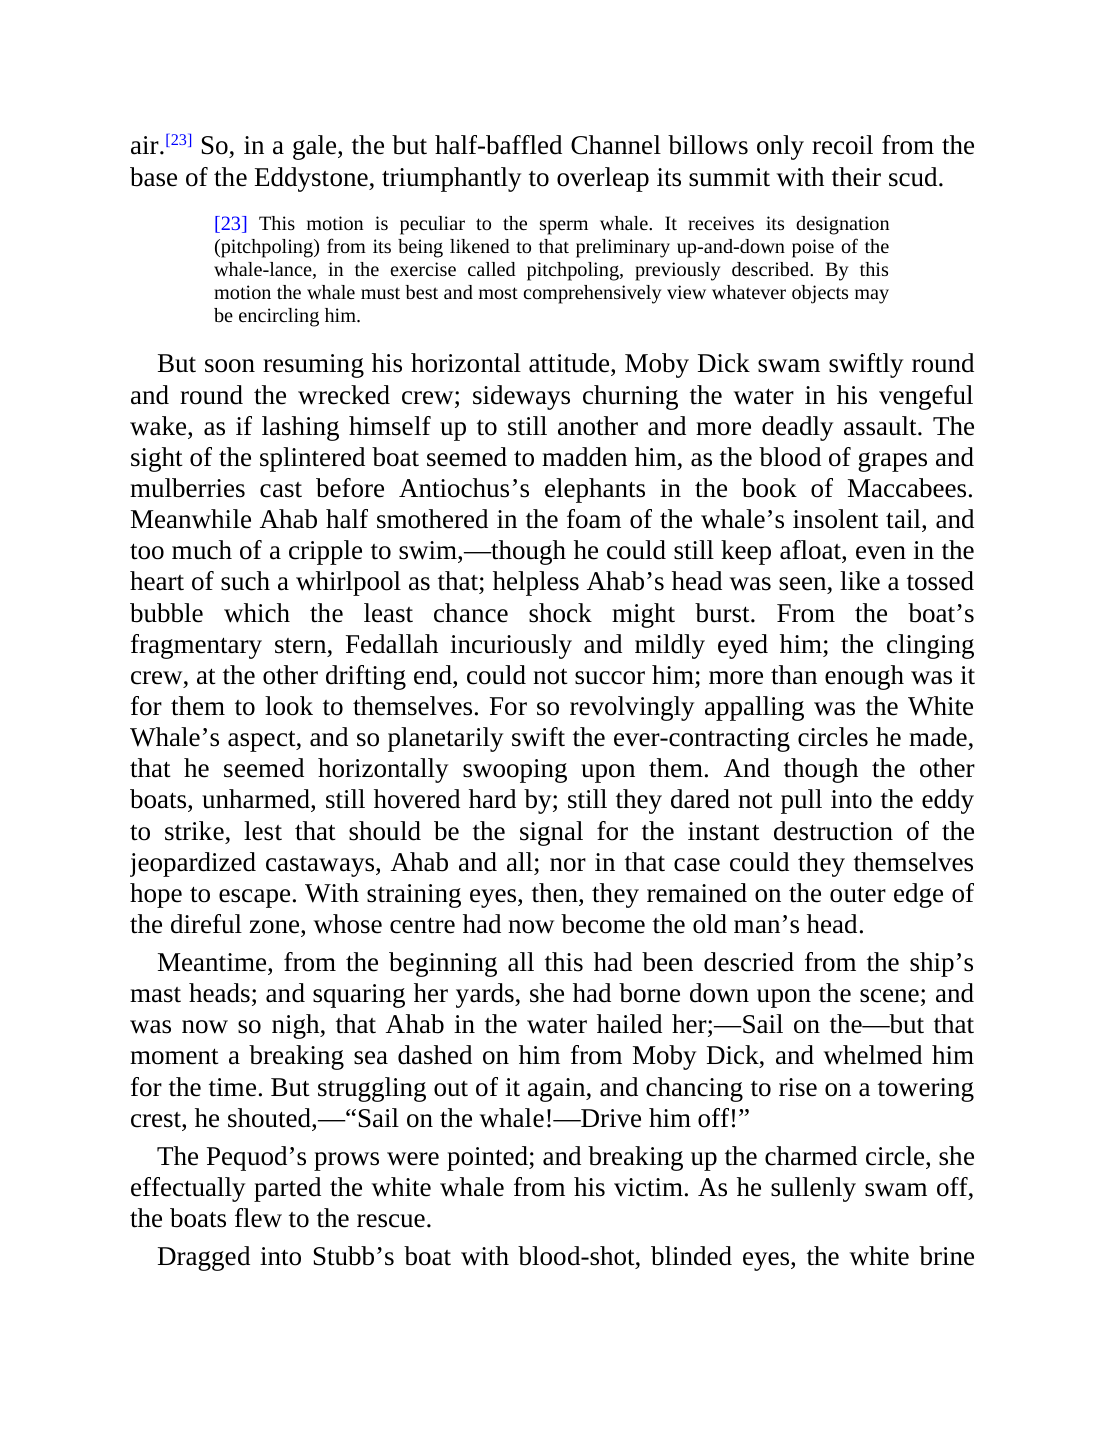 air.[23] So, in a gale, the but half-baffled Channel billows only recoil from the
base of the Eddystone, triumphantly to overleap its summit with their scud.
[23] This motion is peculiar to the sperm whale. It receives its designation
(pitchpoling) from its being likened to that preliminary up-and-down poise of the
whale-lance, in the exercise called pitchpoling, previously described. By this
motion the whale must best and most comprehensively view whatever objects may
be encircling him.
But soon resuming his horizontal attitude, Moby Dick swam swiftly round
and round the wrecked crew; sideways churning the water in his vengeful
wake, as if lashing himself up to still another and more deadly assault. The
sight of the splintered boat seemed to madden him, as the blood of grapes and
mulberries cast before Antiochus’s elephants in the book of Maccabees.
Meanwhile Ahab half smothered in the foam of the whale’s insolent tail, and
too much of a cripple to swim,—though he could still keep afloat, even in the
heart of such a whirlpool as that; helpless Ahab’s head was seen, like a tossed
bubble which the least chance shock might burst. From the boat’s
fragmentary stern, Fedallah incuriously and mildly eyed him; the clinging
crew, at the other drifting end, could not succor him; more than enough was it
for them to look to themselves. For so revolvingly appalling was the White
Whale’s aspect, and so planetarily swift the ever-contracting circles he made,
that he seemed horizontally swooping upon them. And though the other
boats, unharmed, still hovered hard by; still they dared not pull into the eddy
to strike, lest that should be the signal for the instant destruction of the
jeopardized castaways, Ahab and all; nor in that case could they themselves
hope to escape. With straining eyes, then, they remained on the outer edge of
the direful zone, whose centre had now become the old man’s head.
Meantime, from the beginning all this had been descried from the ship’s
mast heads; and squaring her yards, she had borne down upon the scene; and
was now so nigh, that Ahab in the water hailed her;—Sail on the—but that
moment a breaking sea dashed on him from Moby Dick, and whelmed him
for the time. But struggling out of it again, and chancing to rise on a towering
crest, he shouted,—“Sail on the whale!—Drive him off!”
The Pequod’s prows were pointed; and breaking up the charmed circle, she
effectually parted the white whale from his victim. As he sullenly swam off,
the boats flew to the rescue.
Dragged into Stubb’s boat with blood-shot, blinded eyes, the white brine